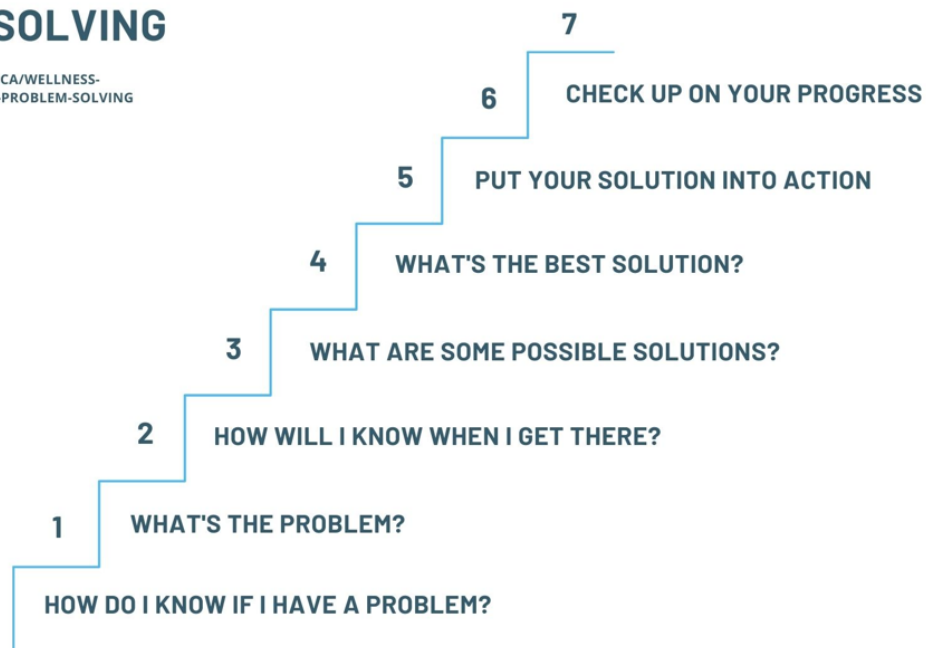 SOLVING
CA/WELLNESS-
-PROBLEM-SOLVING
7
CHECK UP ON YOUR PROGRESS
6
PUT YOUR SOLUTION INTO ACTION
5
WHAT'S THE BEST SOLUTION?
4
WHAT ARE SOME POSSIBLE SOLUTIONS?
3
HOW WILL I KNOW WHEN I GET THERE?
2
WHAT'S THE PROBLEM?
1
HOW DO I KNOW IF I HAVE A PROBLEM?